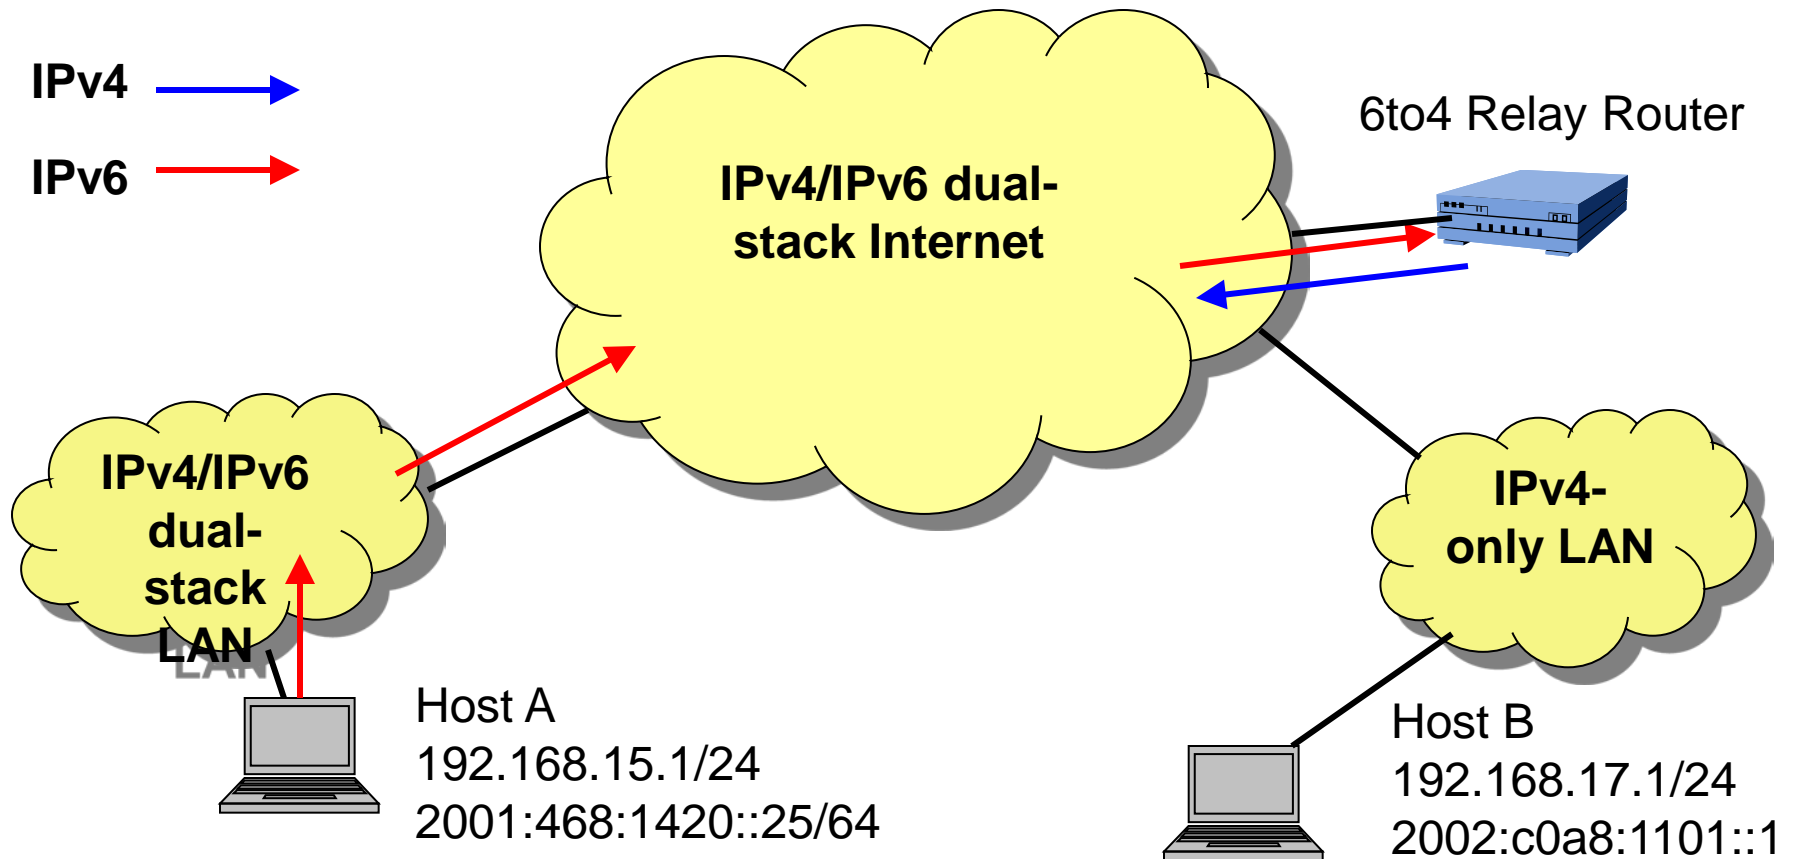 IPv4
IPv6
6to4 Relay Router
IPv4/IPv6 dual-
stack Internet
IPv4/IPv6
dual-
stack
LAN
IPv4-
only LAN
Host A
192.168.15.1/24
2001:468:1420::25/64
Host B
192.168.17.1/24
2002:c0a8:1101::1